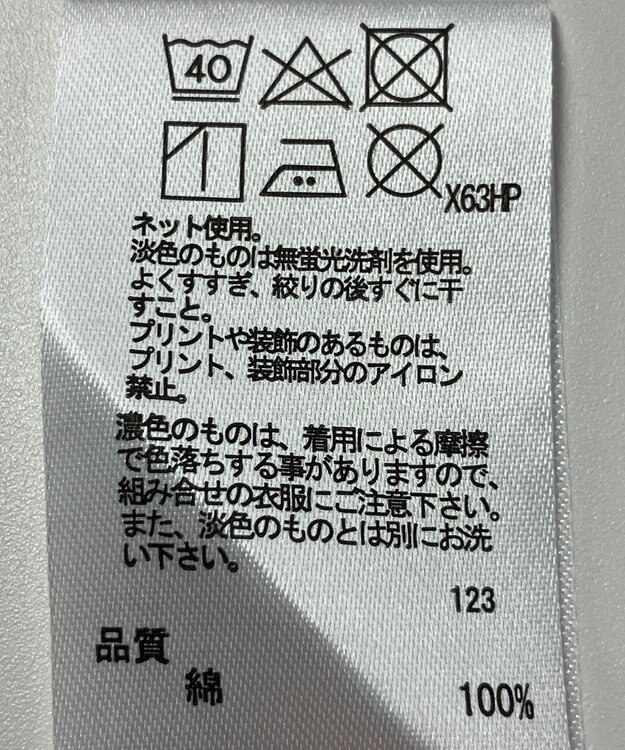 40
X63HP
ネット使用。
淡色のものは無蛍光洗剤を使用。
よくすすぎ、絞りの後すぐに干
すこと。
プリントや装飾のあるものは、
プリント、装飾部分のアイロン
禁止。
濃色のものは、着用による摩擦
で色落ちする事がありますので、
組み合せの衣服にご注意下さい。
また、淡色のものとは別にお洗
い下さい。
123
品質
綿 100%